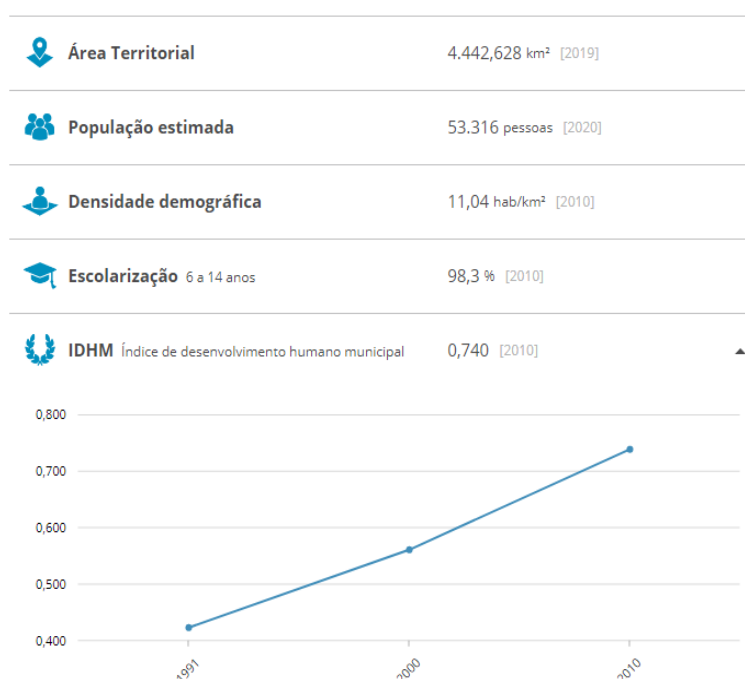 Área Territorial 4.442,628 km² [2019]
População estimada 53.316 pessoas [2020]
Densidade demográfica 11,04 hab/km² [2010]
Escolarização 6 a 14 anos 98,3 % [2010]
IDHM Índice de desenvolvimento humano municipal 0,740 [2010]
0,800
0,700
0,600
0,500
0,400
1991 2000 2010